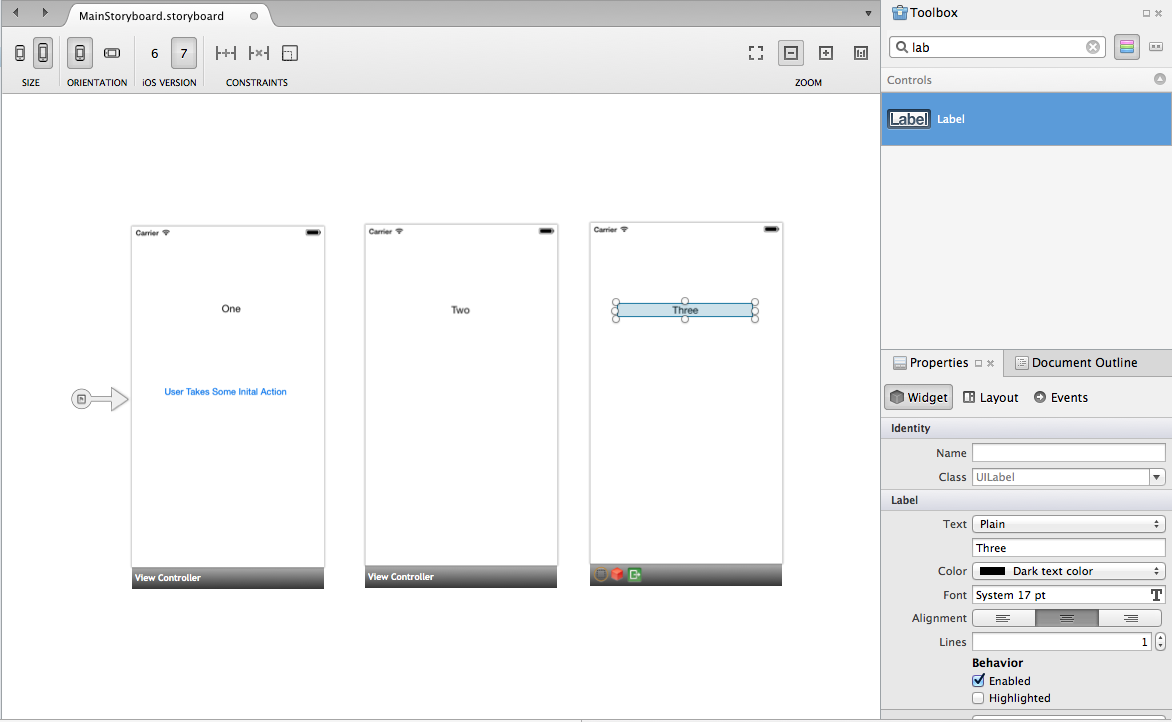 MainStoryboard.storyboard
6 7
SIZE ORIENTATION iOS VERSION CONSTRAINTS ZOOM
Carrier
One
User Takes Some Inital Action
View Controller
Carrier
Two
View Controller
Carrier
Three
Toolbox
lab
Controls
Label Label
Properties Document Outline
Widget Layout Events
Identity
Name
Class UILabel
Label
Text Plain
Three
Color Dark text color
Font System 17 pt T
Alignment
Lines 1
Behavior
Enabled
Highlighted